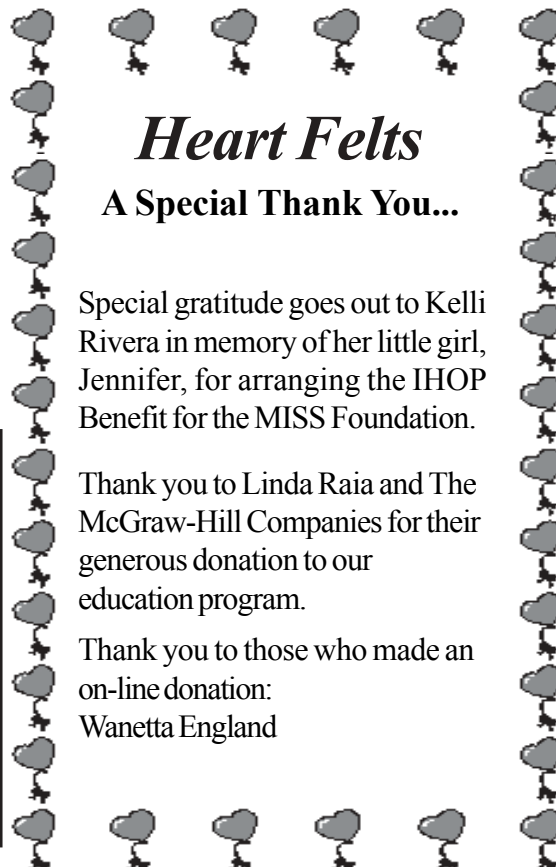 Heart Felts
A Special Thank You...
Special gratitude goes out to Kelli
Rivera in memory of her little girl,
Jennifer, for arranging the IHOP
Benefit for the MISS Foundation.
Thank you to Linda Raia and The
McGraw-Hill Companies for their
generous donation to our
education program.
Thank you to those who made an
on-line donation:
Wanetta England